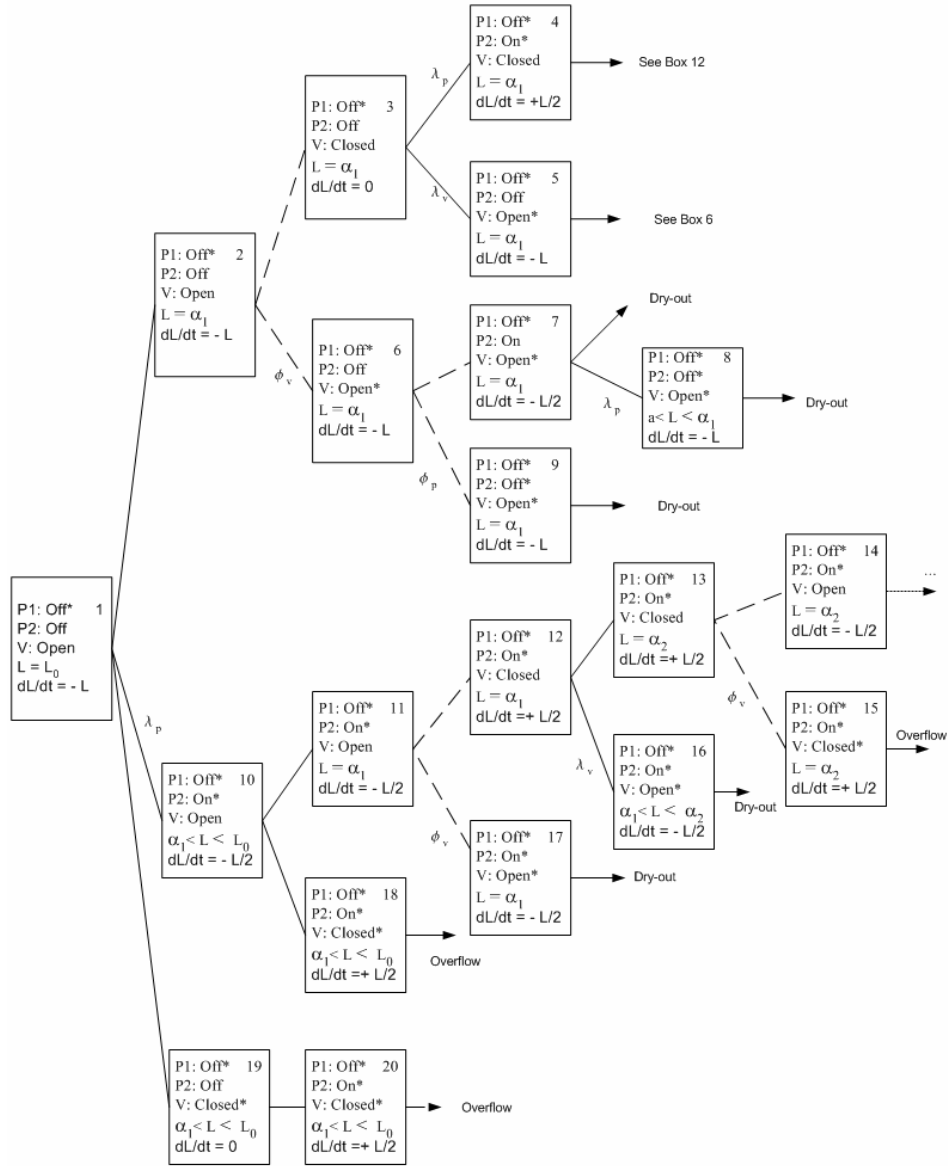 P1: Off* 4
P2: On*
V: Closed
L = α1
dL/dt = +L/2
See Box 12
λp
P1: Off* 3
P2: Off
V: Closed
L = α1
dL/dt = 0
λv
P1: Off* 5
P2: Off
V: Open*
L = α1
dL/dt = - L
See Box 6
P1: Off* 2
P2: Off
V: Open
L = α1
dL/dt = - L
ϕv
P1: Off* 6
P2: Off
V: Open*
L = α1
dL/dt = - L
P1: Off* 7
P2: On
V: Open*
L = α1
dL/dt = - L/2
Dry-out
λp
P1: Off* 8
P2: Off*
V: Open*
a< L < α1
dL/dt = - L
Dry-out
ϕp
P1: Off* 9
P2: Off*
V: Open*
L = α1
dL/dt = - L
Dry-out
P1: Off* 1
P2: Off
V: Open
L = L0
dL/dt = - L
λp
P1: Off* 10
P2: On*
V: Open
α1< L < L0
dL/dt = - L/2
P1: Off* 11
P2: On*
V: Open
L = α1
dL/dt = - L/2
ϕv
P1: Off* 12
P2: On*
V: Closed
L = α1
dL/dt =+ L/2
λv
P1: Off* 13
P2: On*
V: Closed
L = α2
dL/dt =+ L/2
ϕv
P1: Off* 14
P2: On*
V: Open
L = α2
dL/dt = - L/2
...
P1: Off* 15
P2: On*
V: Closed*
L = α2
dL/dt =+ L/2
Overflow
P1: Off* 16
P2: On*
V: Open*
α1< L < α2
dL/dt = - L/2
Dry-out
P1: Off* 17
P2: On*
V: Open*
L = α1
dL/dt = - L/2
Dry-out
P1: Off* 18
P2: On*
V: Closed*
α1< L < L0
dL/dt =+ L/2
Overflow
P1: Off* 19
P2: Off
V: Closed*
α1< L < L0
dL/dt = 0
P1: Off* 20
P2: On*
V: Closed*
α1< L < L0
dL/dt =+ L/2
Overflow